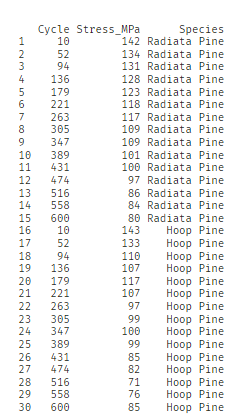 Cycle Stress_MPa Species
1 10 142 Radiata Pine
2 52 134 Radiata Pine
3 94 131 Radiata Pine
4 136 128 Radiata Pine
5 179 123 Radiata Pine
6 221 118 Radiata Pine
7 263 117 Radiata Pine
8 305 109 Radiata Pine
9 347 109 Radiata Pine
10 389 101 Radiata Pine
11 431 100 Radiata Pine
12 474 97 Radiata Pine
13 516 86 Radiata Pine
14 558 84 Radiata Pine
15 600 80 Radiata Pine
16 10 143 Hoop Pine
17 52 133 Hoop Pine
18 94 110 Hoop Pine
19 136 107 Hoop Pine
20 179 117 Hoop Pine
21 221 107 Hoop Pine
22 263 97 Hoop Pine
23 305 99 Hoop Pine
24 347 100 Hoop Pine
25 389 99 Hoop Pine
26 431 85 Hoop Pine
27 474 82 Hoop Pine
28 516 71 Hoop Pine
29 558 76 Hoop Pine
30 600 85 Hoop Pine